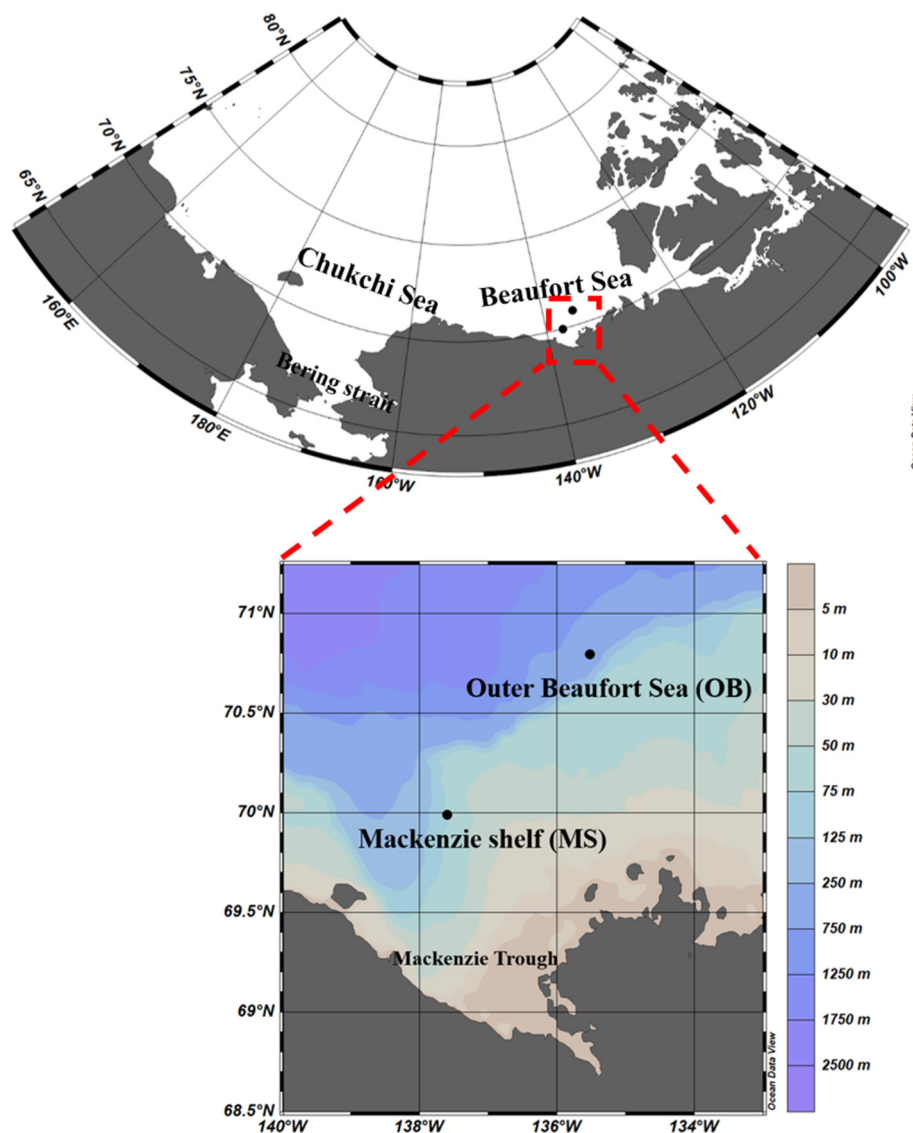 80°N
75°N
70°N
65°N
Chukchi Sea
Beaufort Sea
Bering strait
160°E
180°E
160°W
140°W
120°W
100°W
71°N
70.5°N
70°N
69.5°N
69°N
68.5°N
Outer Beaufort Sea (OB)
Mackenzie shelf (MS)
Mackenzie Trough
140°W
138°W
136°W
134°W
5 m
10 m
30 m
50 m
75 m
125 m
250 m
750 m
1250 m
1750 m
2500 m
Ocean Data View